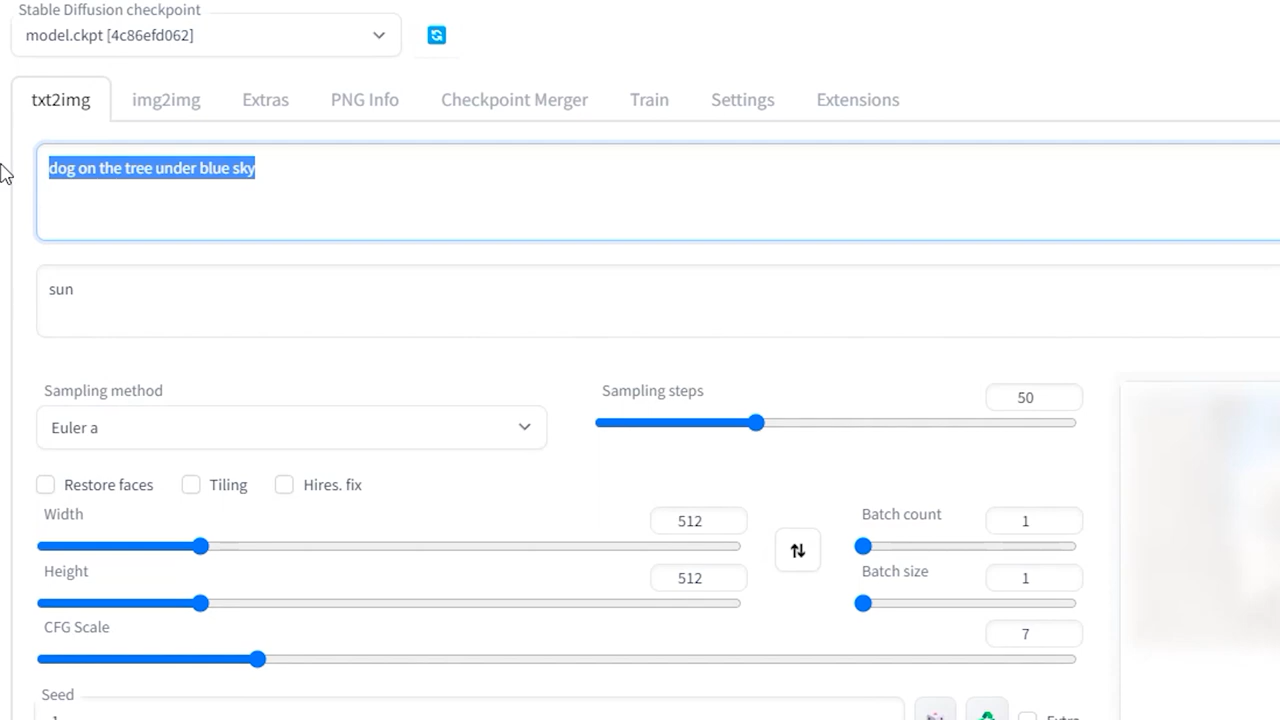 Stable Diffusion checkpoint
model.ckpt [4c86efd062]
txt2img img2img Extras PNG Info Checkpoint Merger Train Settings Extensions
dog on the tree under blue sky
sun
Sampling method Sampling steps 50
Euler a
Restore faces Tiling Hires. fix
Width 512 Batch count 1
Height 512 Batch size 1
CFG Scale 7
Seed